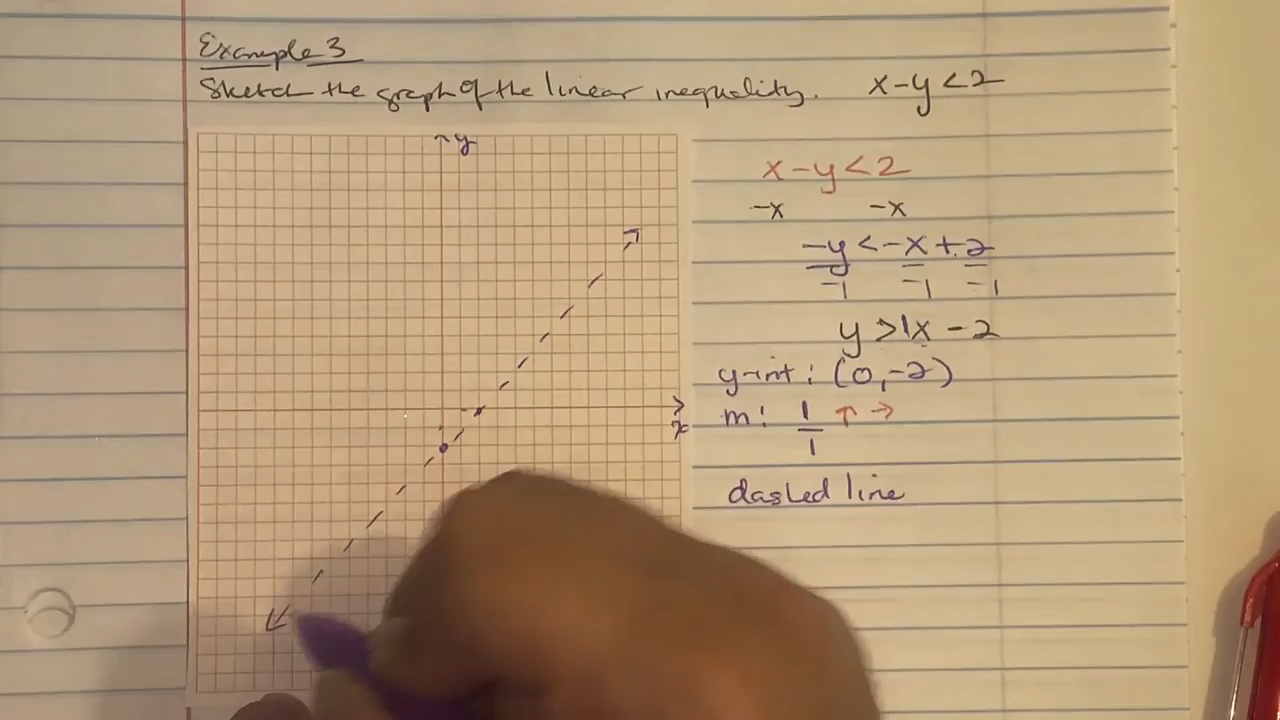 Example 3
Sketch the graph of the linear inequality. x-y<2
y
x
x-y<2
-x -x
-y<-x+2
-1 -1 -1
y>1x-2
y-int: (0,-2)
m: 1/1 ↑ →
dashed line